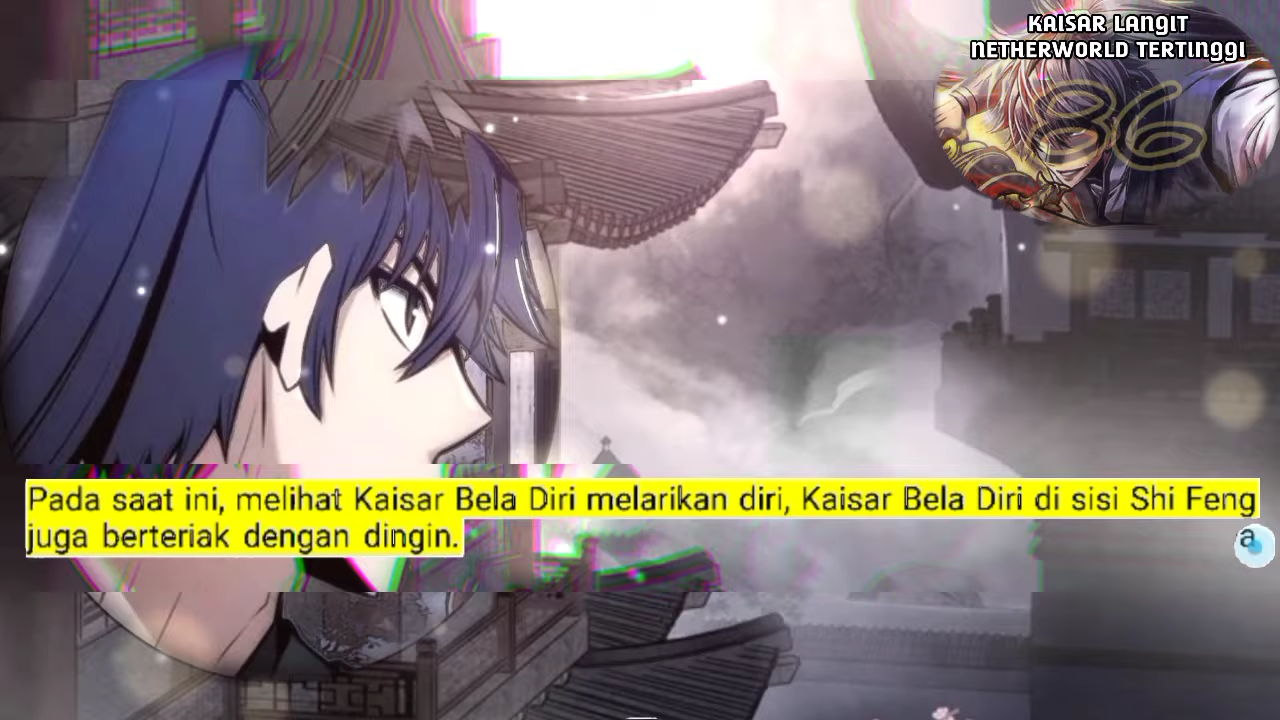 KAISAR LANGIT
NETHERWORLD TERTINGGI
36
Pada saat ini, melihat Kaisar Bela Diri melarikan diri, Kaisar Bela Diri di sisi Shi Feng
juga berteriak dengan dingin.
a